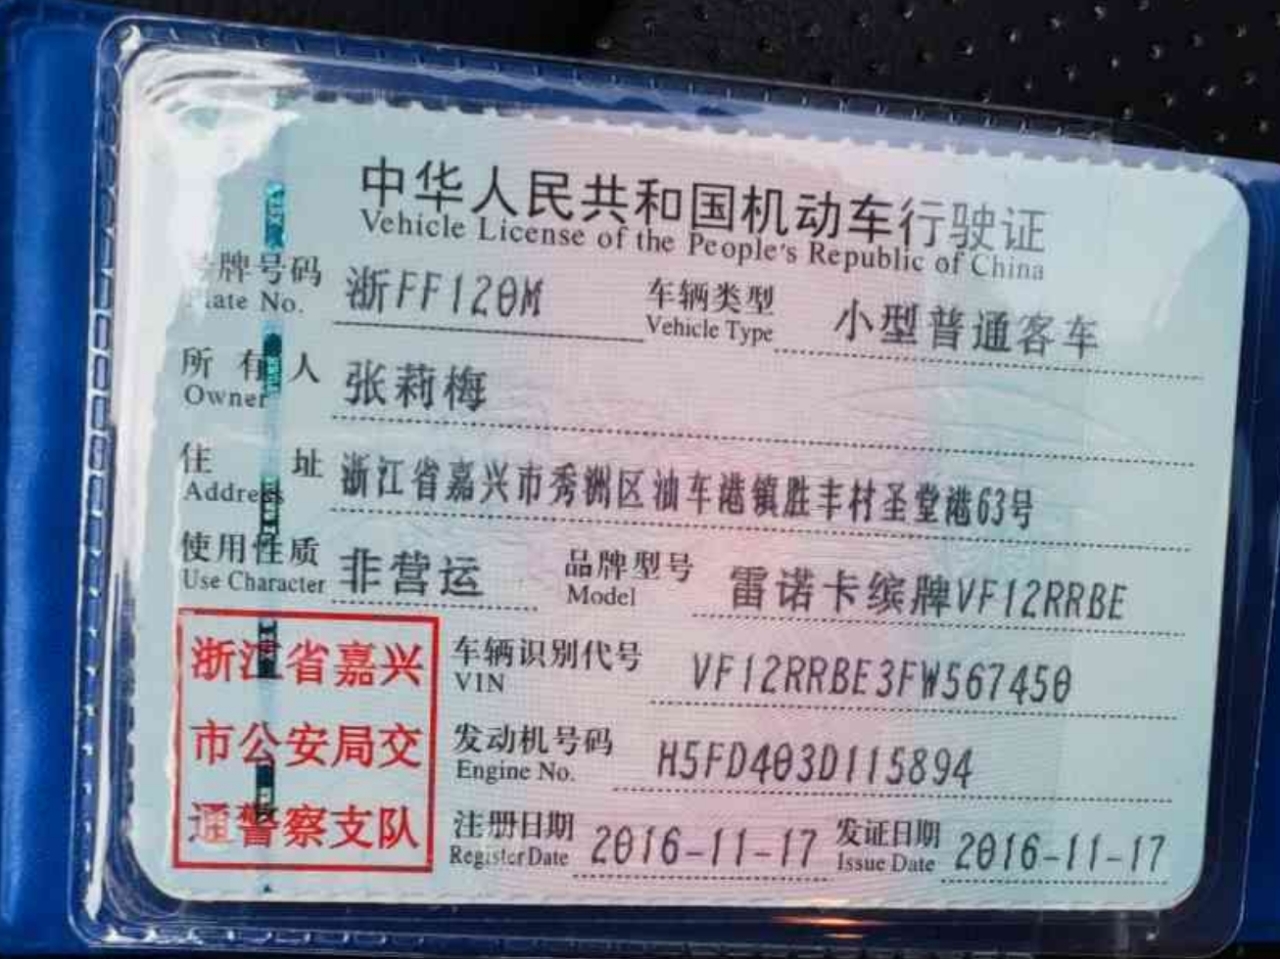 中华人民共和国机动车行驶证
Vehicle License of the People's Republic of China
号牌号码 浙FF120M 车辆类型 小型普通客车
Plate No. Vehicle Type
所有人 张莉梅
Owner
住址 浙江省嘉兴市秀洲区油车港镇胜丰村圣堂港63号
Address
使用性质 非营运 品牌型号 雷诺卡缤牌VF12RRBE
Use Character Model
浙江省嘉兴
市公安局交
通警察支队
车辆识别代号 VF12RRBE3FW567450
VIN
发动机号码 H5FD403D115894
Engine No.
注册日期 2016-11-17 发证日期 2016-11-17
Register Date Issue Date